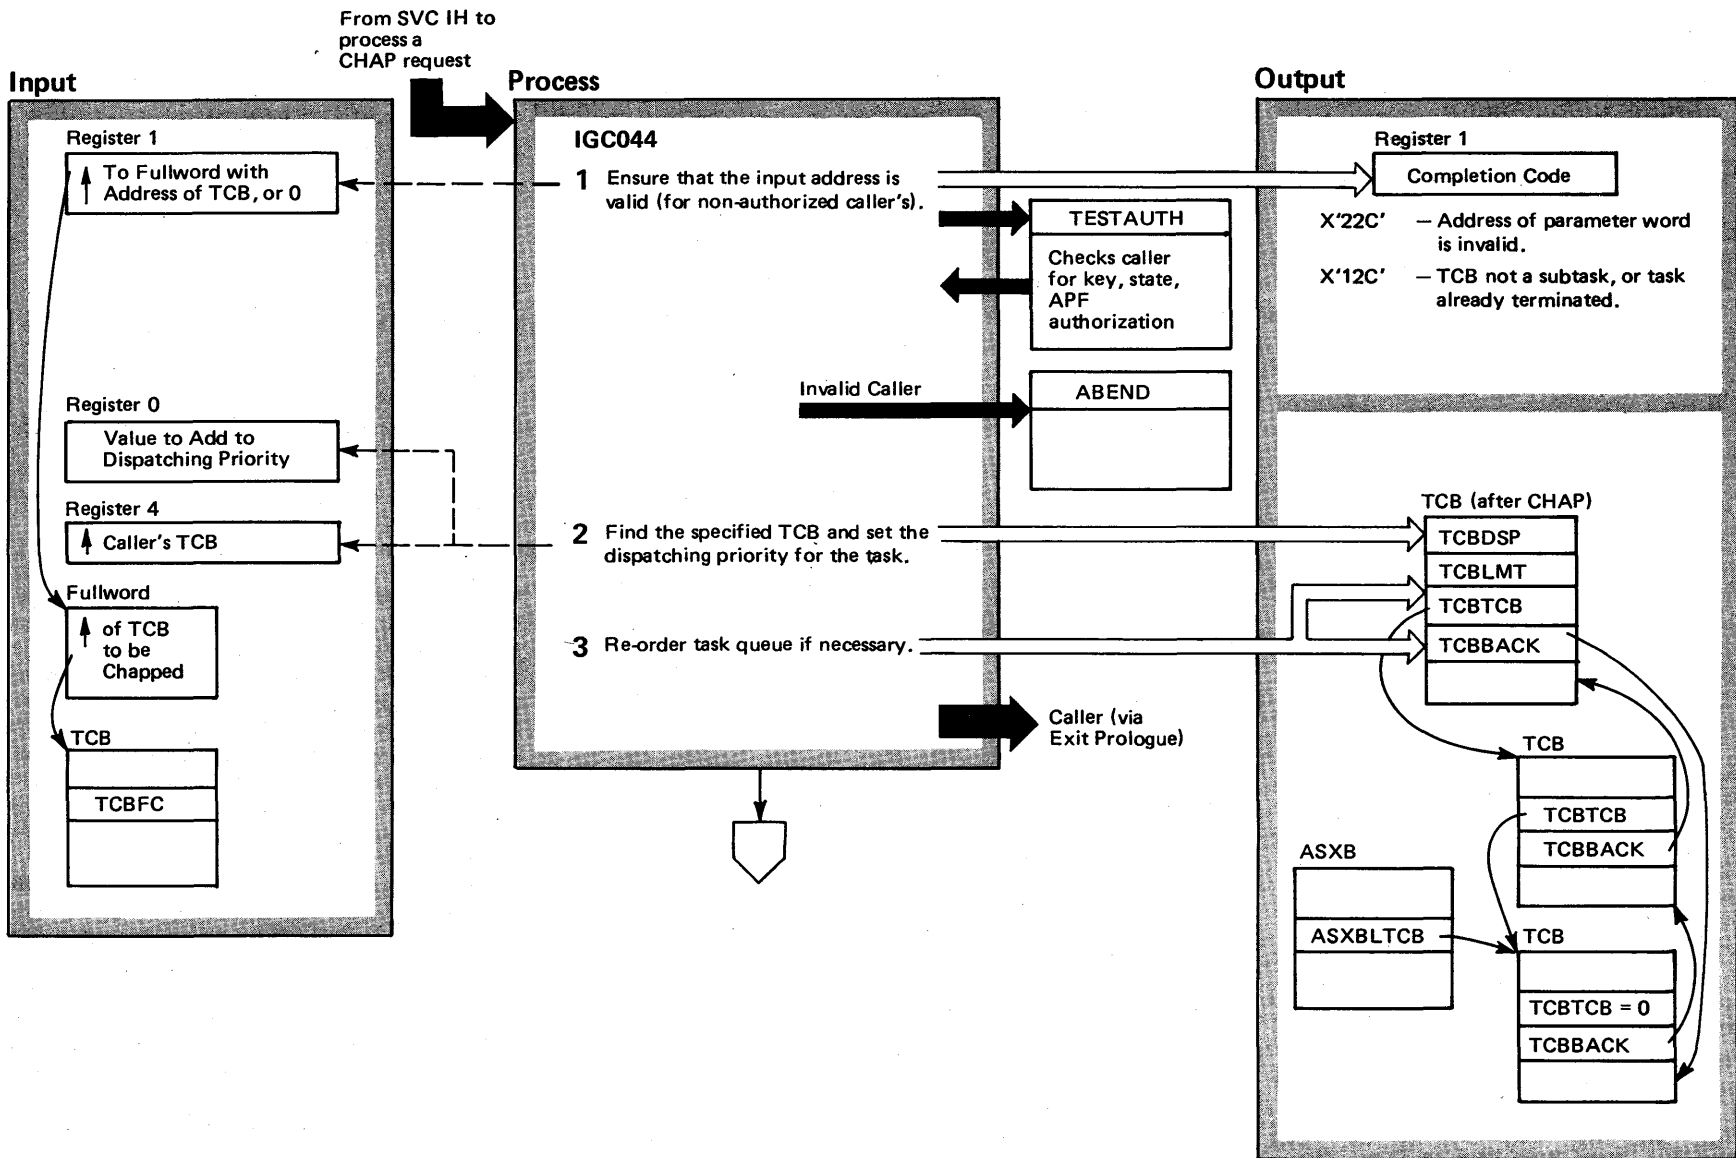 From SVC IH to
process a
CHAP request
Input
Process
Output
Register 1
To Fullword with
Address of TCB, or 0
Register 0
Value to Add to
Dispatching Priority
Register 4
Caller's TCB
Fullword
of TCB
to be
Chapped
TCB
TCBFC
IGC044
1 Ensure that the input address is
valid (for non-authorized caller's).
TESTAUTH
Checks caller
for key, state,
APF
authorization
Invalid Caller
ABEND
2 Find the specified TCB and set the
dispatching priority for the task.
3 Re-order task queue if necessary.
Caller (via
Exit Prologue)
Register 1
Completion Code
X'22C' – Address of parameter word
is invalid.
X'12C' – TCB not a subtask, or task
already terminated.
TCB (after CHAP)
TCBDSP
TCBLMT
TCBTCB
TCBBACK
TCB
TCBTCB
TCBBACK
ASXB
ASXBLTCB
TCB
TCBTCB = 0
TCBBACK